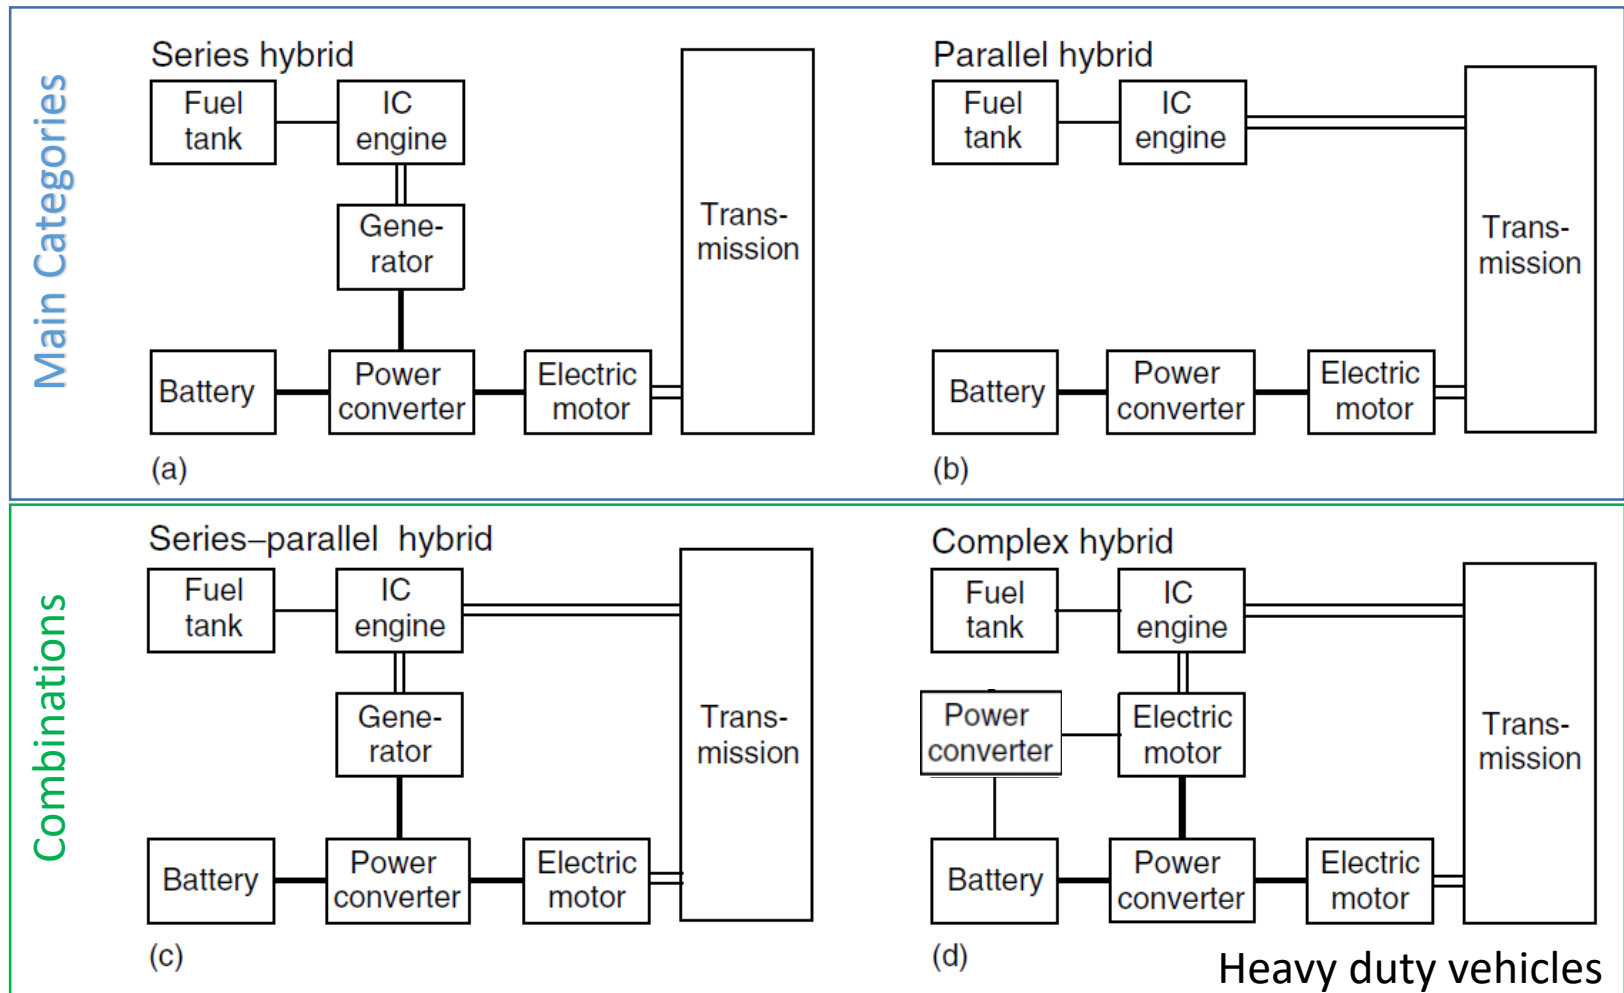 Main Categories
Series hybrid
Fuel
tank
IC
engine
Gene-
rator
Battery
Power
converter
Electric
motor
Trans-
mission
(a)
Parallel hybrid
Fuel
tank
IC
engine
Battery
Power
converter
Electric
motor
Trans-
mission
(b)
Combinations
Series–parallel hybrid
Fuel
tank
IC
engine
Gene-
rator
Battery
Power
converter
Electric
motor
Trans-
mission
(c)
Complex hybrid
Fuel
tank
IC
engine
Power
converter
Electric
motor
Battery
Power
converter
Electric
motor
Trans-
mission
(d)
Heavy duty vehicles